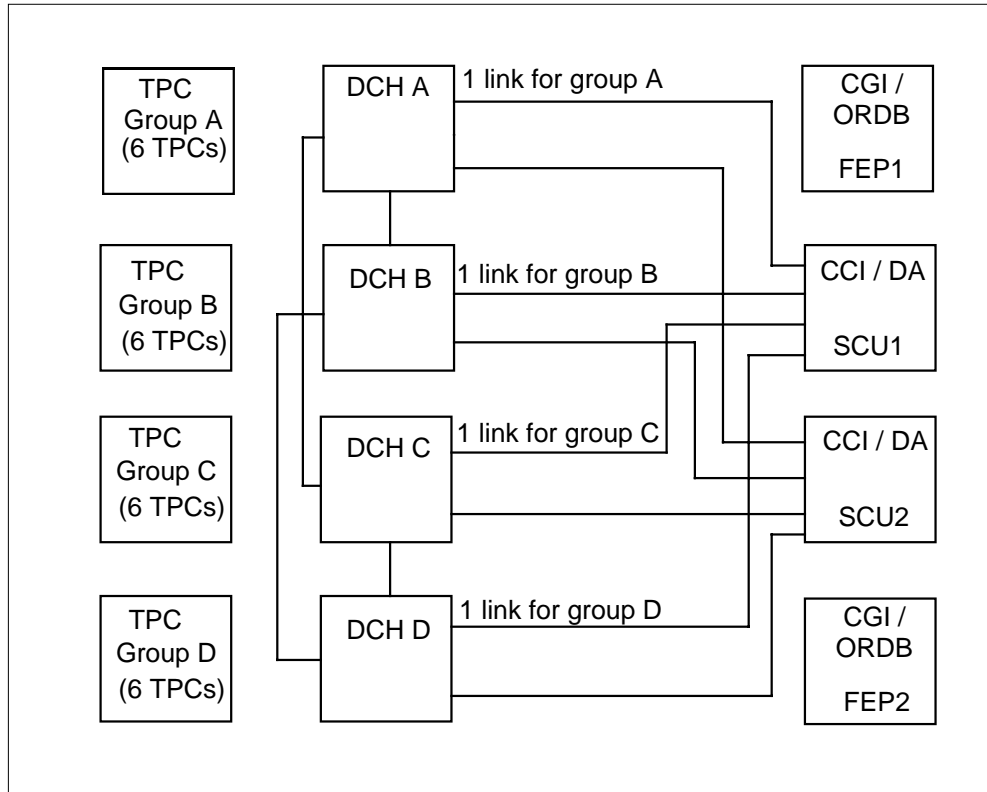 TPC
Group A
(6 TPCs)
DCH A
1 link for group A
CGI /
ORDB
FEP1
TPC
Group B
(6 TPCs)
DCH B
1 link for group B
CCI / DA
SCU1
TPC
Group C
(6 TPCs)
DCH C
1 link for group C
CCI / DA
SCU2
TPC
Group D
(6 TPCs)
DCH D
1 link for group D
CGI /
ORDB
FEP2